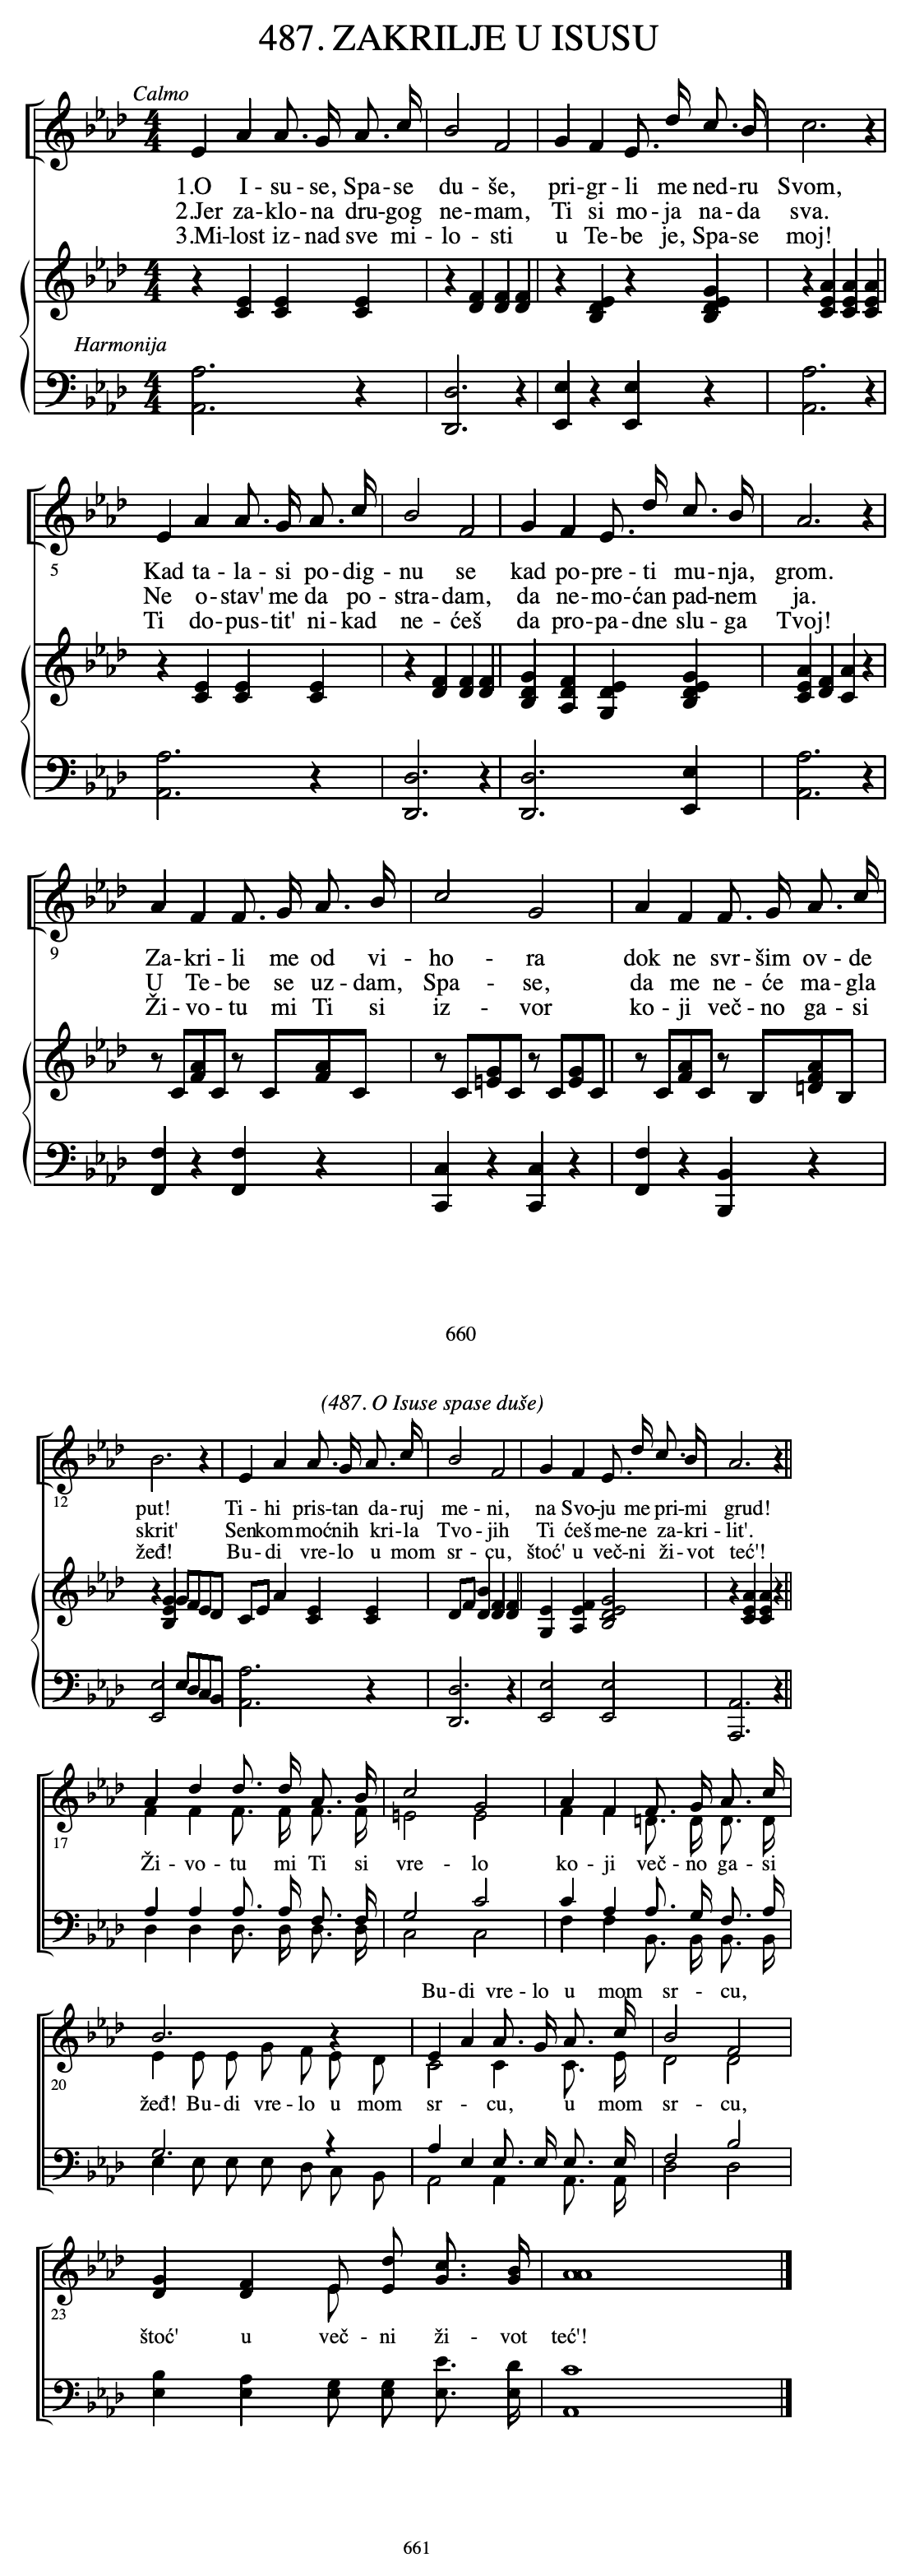 487. ZAKRILJE U ISUSU
Calmo
1.O I - su - se, Spa - se du - še, pri - gr - li me ned - ru Svom,
2.Jer za - klo - na dru - gog ne - mam, Ti si mo - ja na - da sva.
3.Mi - lost iz - nad sve mi - lo - sti u Te - be je, Spa - se moj!
Harmonija
5
Kad ta - la - si po - dig - nu se kad po - pre - ti mu - nja, grom.
Ne o - stav' me da po - stra - dam, da ne - mo - ćan pad - nem ja.
Ti do - pus - tit' ni - kad ne - ćeš da pro - pa - dne slu - ga Tvoj!
9
Za - kri - li me od vi - ho - ra dok ne svr - šim ov - de
U Te - be se uz - dam, Spa - se, da me ne - će ma - gla
Ži - vo - tu mi Ti si iz - vor ko - ji več - no ga - si
660
(487. O Isuse spase duše)
12
put! Ti - hi pris - tan da - ruj me - ni, na Svo - ju me pri - mi grud!
skrit' Sen kom moćnih kri - la Tvo - jih Ti ćeš me - ne za - kri - lit'.
žeđ! Bu - di vre - lo u mom sr - cu, štoć' u več - ni ži - vot teć'!
17
Ži - vo - tu mi Ti si vre - lo ko - ji več - no ga - si
Bu - di vre - lo u mom sr - cu,
20
žeđ! Bu - di vre - lo u mom sr - cu, u mom sr - cu,
23
štoć' u več - ni ži - vot teć'!
661